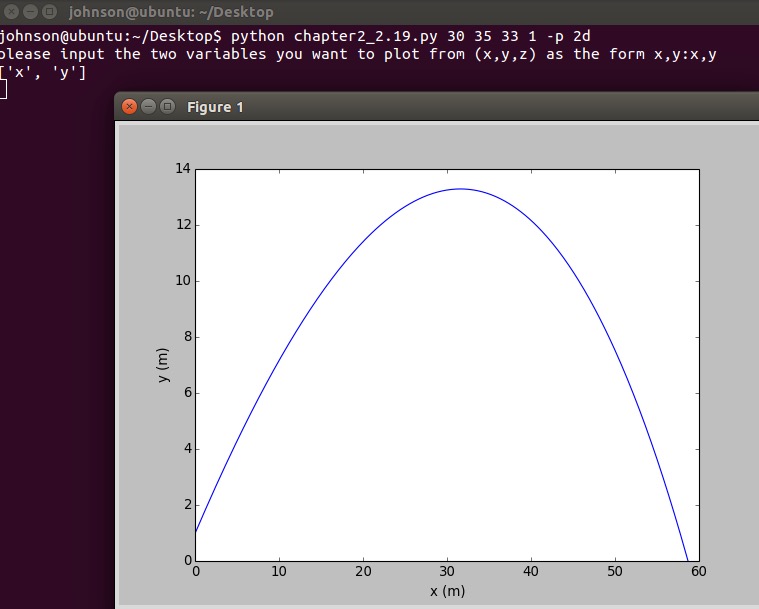 johnson@ubuntu: ~/Desktop
johnson@ubuntu:~/Desktop$ python chapter2_2.19.py 30 35 33 1 -p 2d
please input the two variables you want to plot from (x,y,z) as the form x,y:x,y
['x', 'y']
Figure 1
14
12
10
8
6
4
2
0
y (m)
0 10 20 30 40 50 60
x (m)